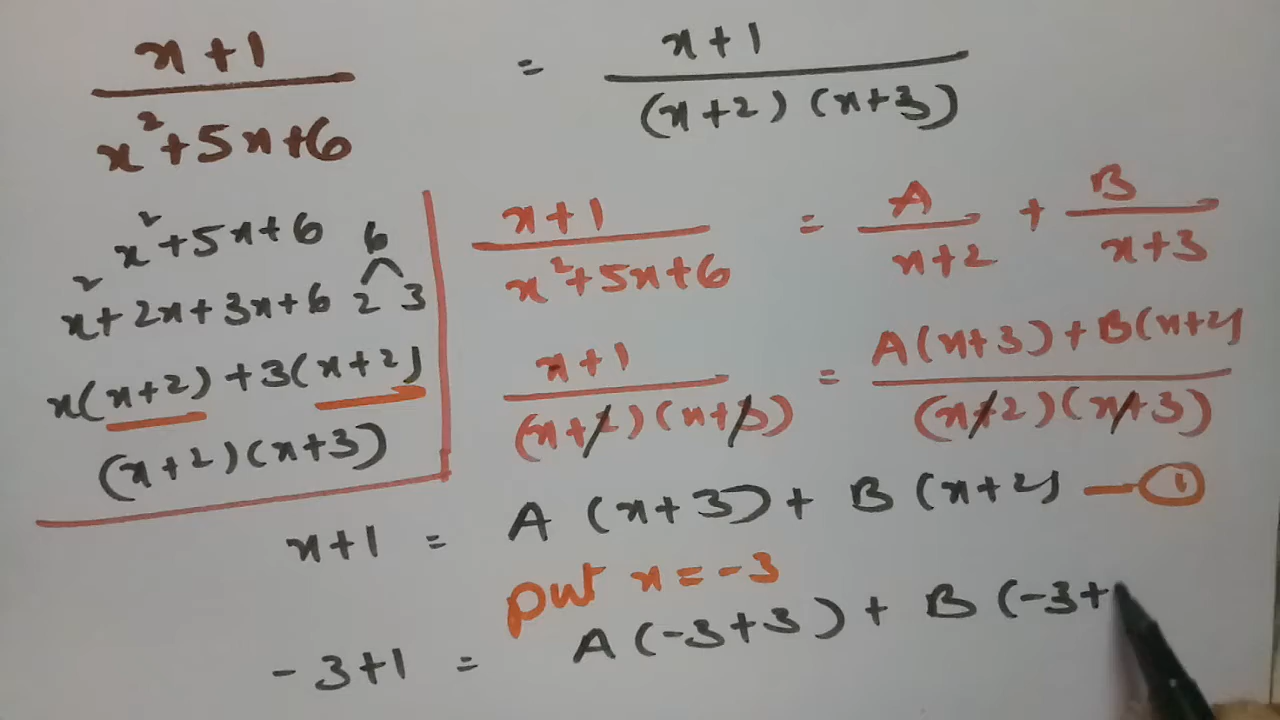 x+1 / x²+5x+6 = x+1 / (x+2)(x+3)
x²+5x+6 6
x²+2x+3x+6 2 3
x(x+2)+3(x+2)
(x+2)(x+3)
x+1 / x²+5x+6 = A / x+2 + B / x+3
x+1 / (x+2)(x+3) = A(x+3)+B(x+2) / (x+2)(x+3)
x+1 = A(x+3)+B(x+2) — ①
put x=-3
-3+1 = A(-3+3)+B(-3+